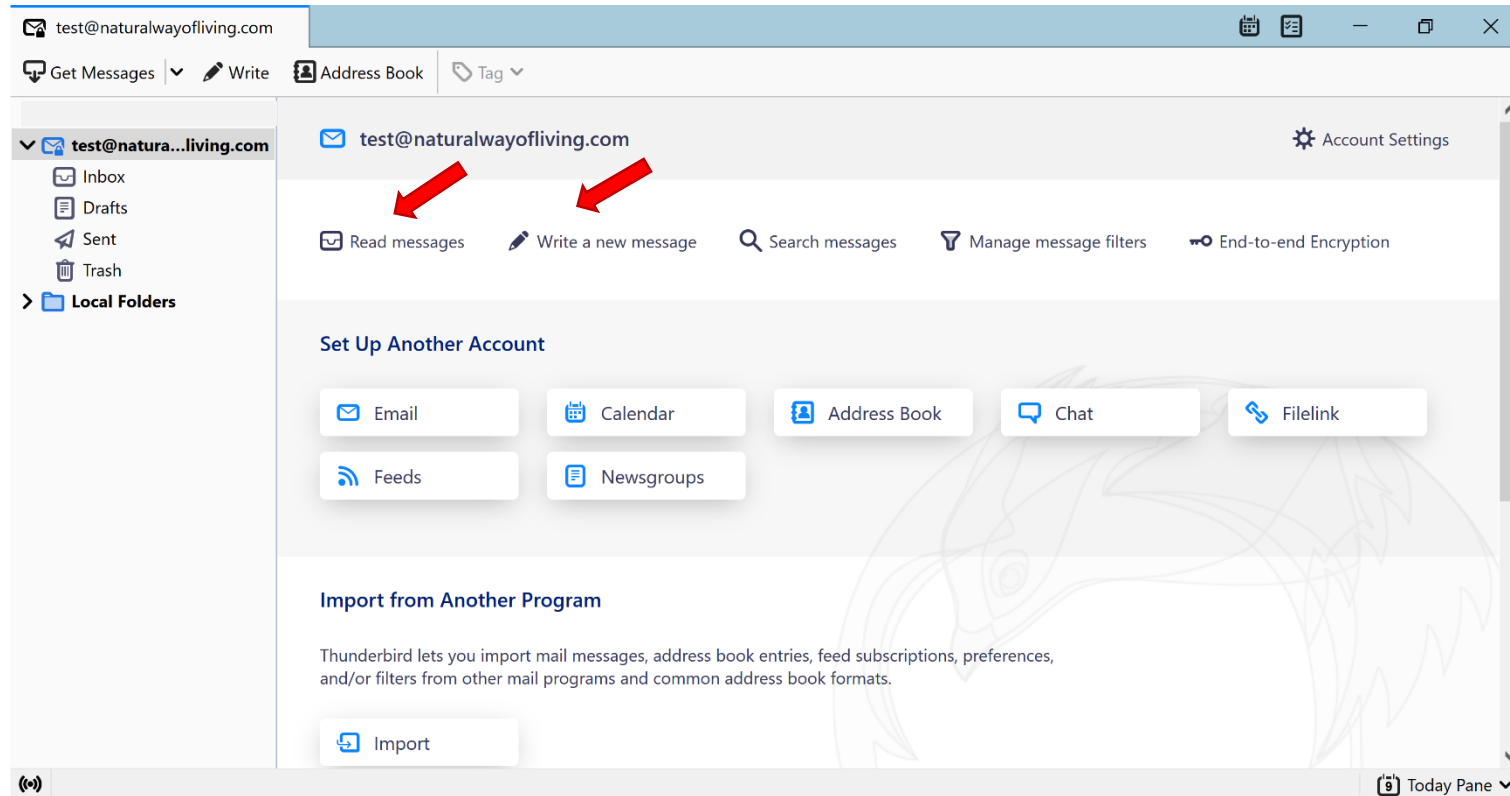 test@naturalwayofliving.com
Get Messages Write Address Book Tag
test@natura...living.com
Inbox
Drafts
Sent
Trash
Local Folders
test@naturalwayofliving.com Account Settings
Read messages Write a new message Search messages Manage message filters End-to-end Encryption
Set Up Another Account
Email Calendar Address Book Chat Filelink
Feeds Newsgroups
Import from Another Program
Thunderbird lets you import mail messages, address book entries, feed subscriptions, preferences,
and/or filters from other mail programs and common address book formats.
Import
9 Today Pane